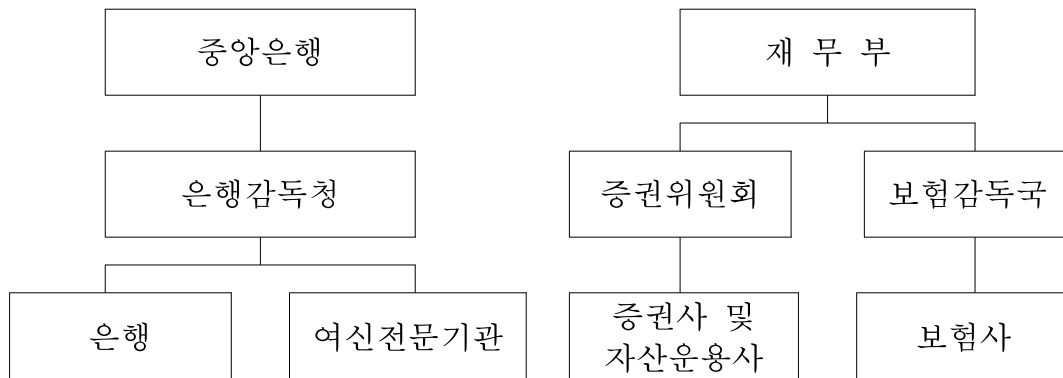 중앙은행
재 무 부
은행감독청
증권위원회
보험감독국
은행
여신전문기관
증권사 및
자산운용사
보험사